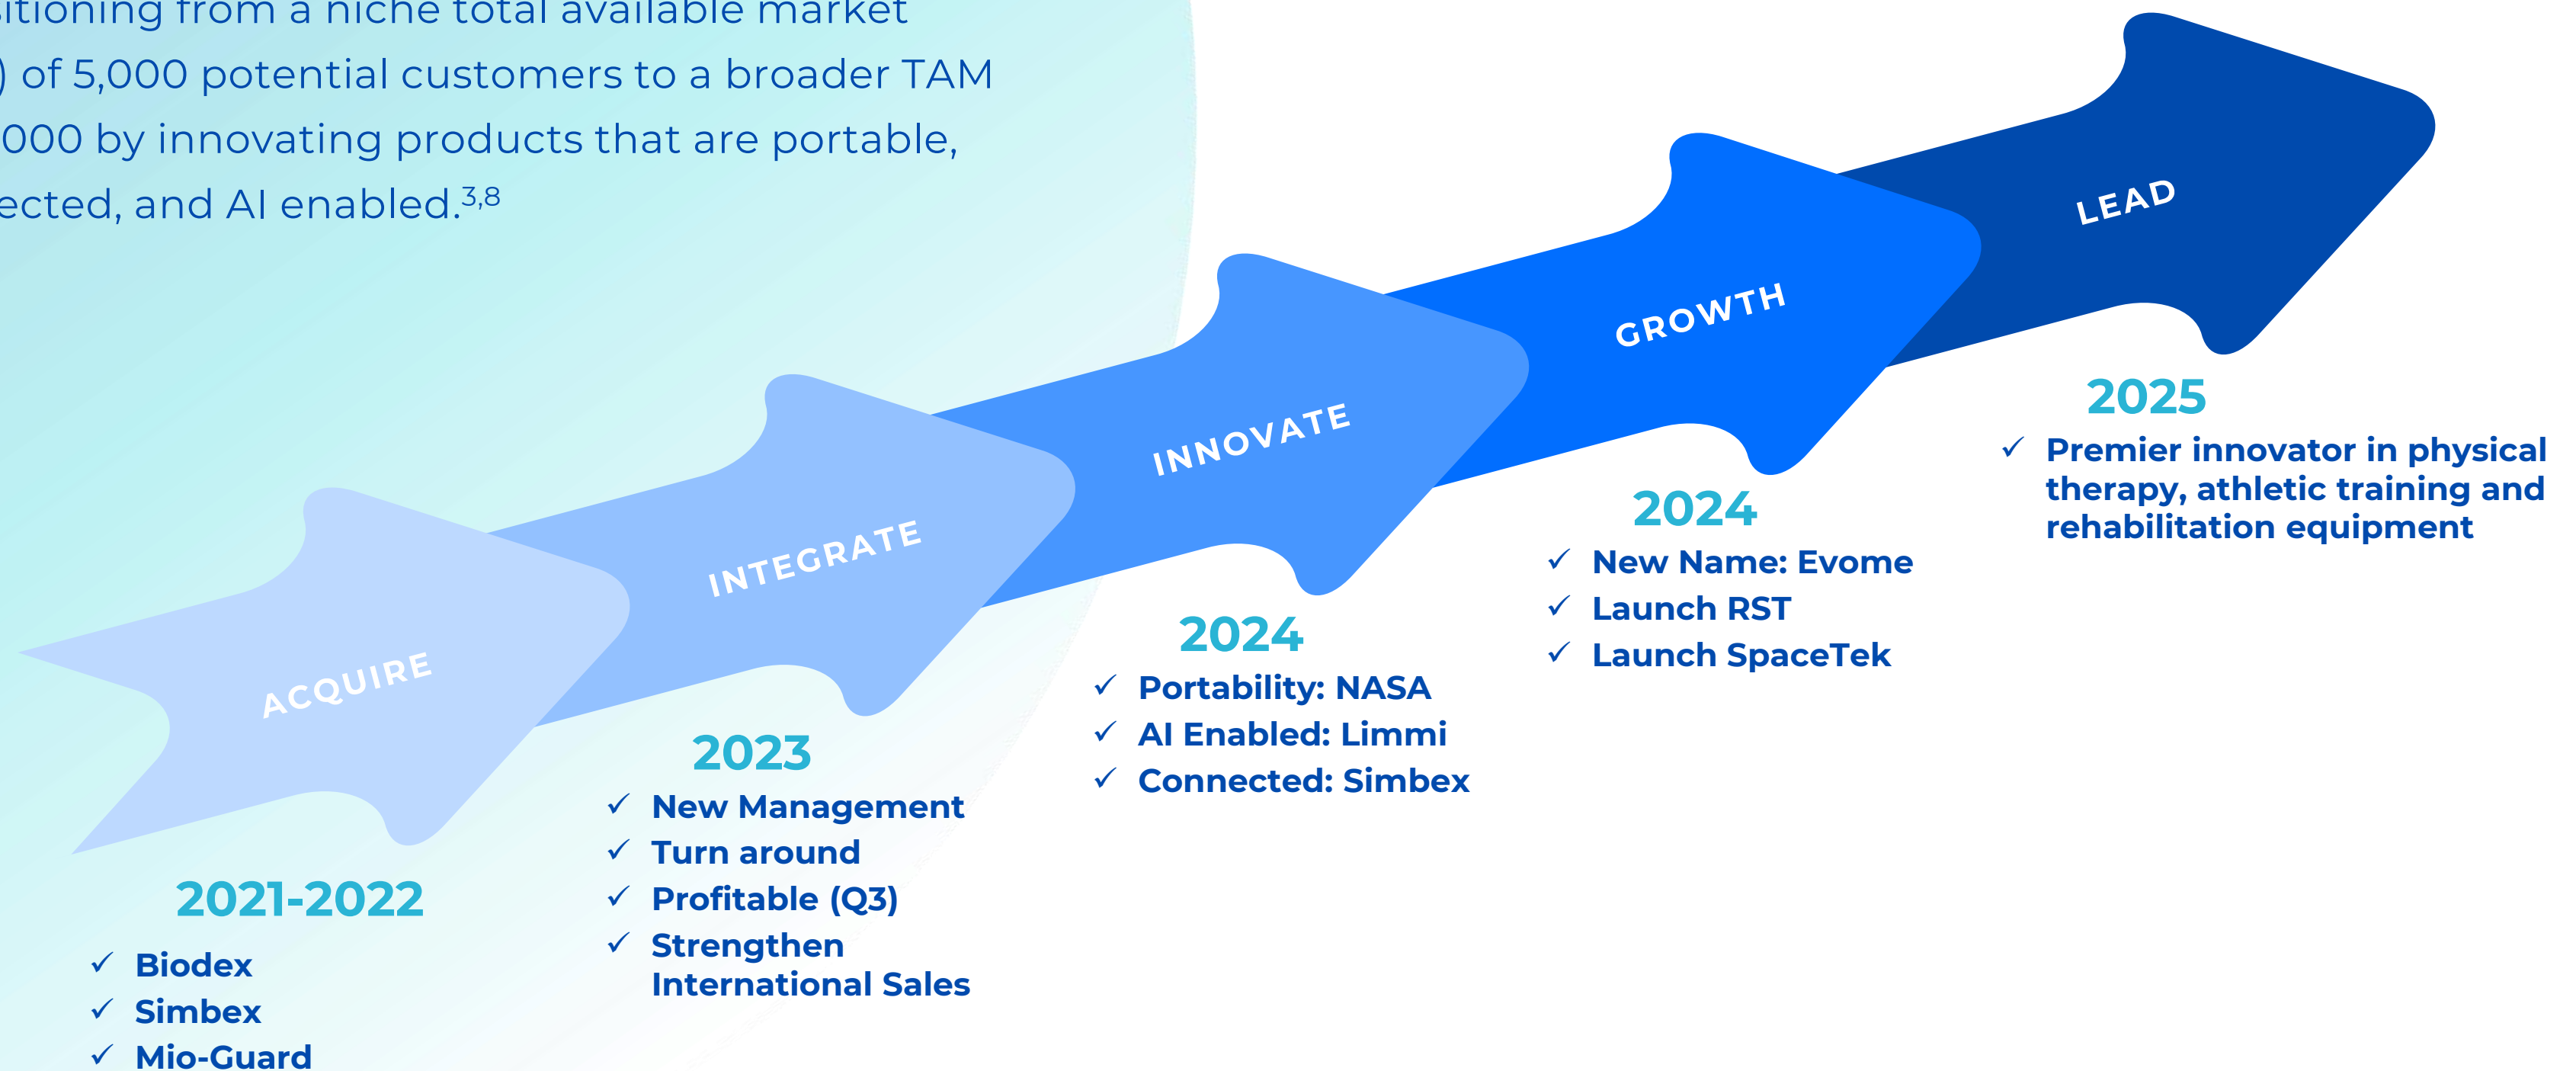 sitioning from a niche total available market
) of 5,000 potential customers to a broader TAM
000 by innovating products that are portable,
ected, and AI enabled.3,8
ACQUIRE
2021-2022
✓ Biodex
✓ Simbex
✓ Mio-Guard
INTEGRATE
2023
✓ New Management
✓ Turn around
✓ Profitable (Q3)
✓ Strengthen
International Sales
INNOVATE
2024
✓ Portability: NASA
✓ AI Enabled: Limmi
✓ Connected: Simbex
GROWTH
2024
✓ New Name: Evome
✓ Launch RST
✓ Launch SpaceTek
LEAD
2025
✓ Premier innovator in physical
therapy, athletic training and
rehabilitation equipment